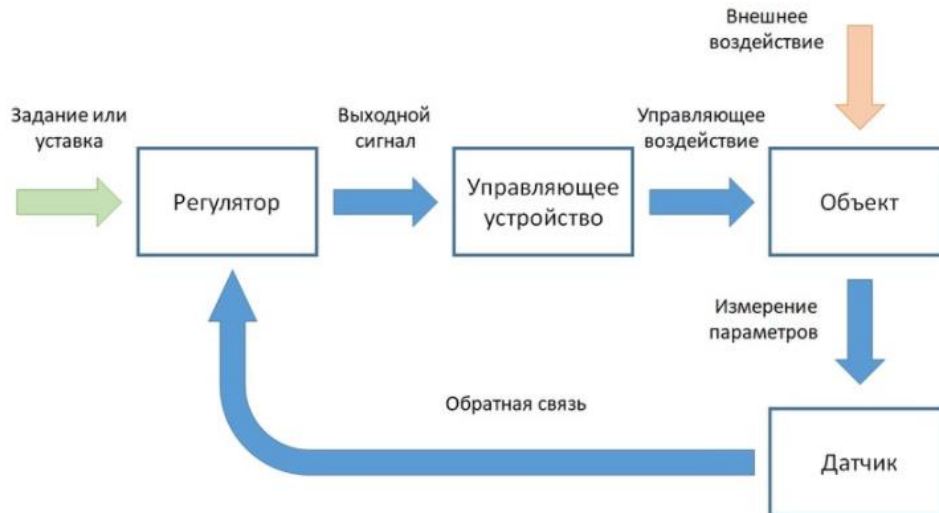 Внешнее
воздействие
Задание или
уставка
Выходной
сигнал
Управляющее
воздействие
Регулятор
Управляющее
устройство
Объект
Измерение
параметров
Обратная связь
Датчик